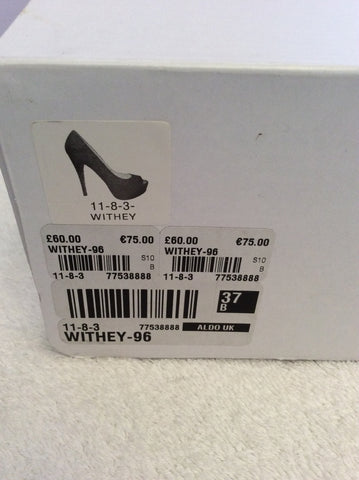 11-8-3-
WITHEY
£60.00 €75.00
WITHEY-96
S10
B
11-8-3 77538888
£60.00 €75.00
WITHEY-96
S10
B
11-8-3 77538888
37
B
11-8-3 77538888 ALDO UK
WITHEY-96